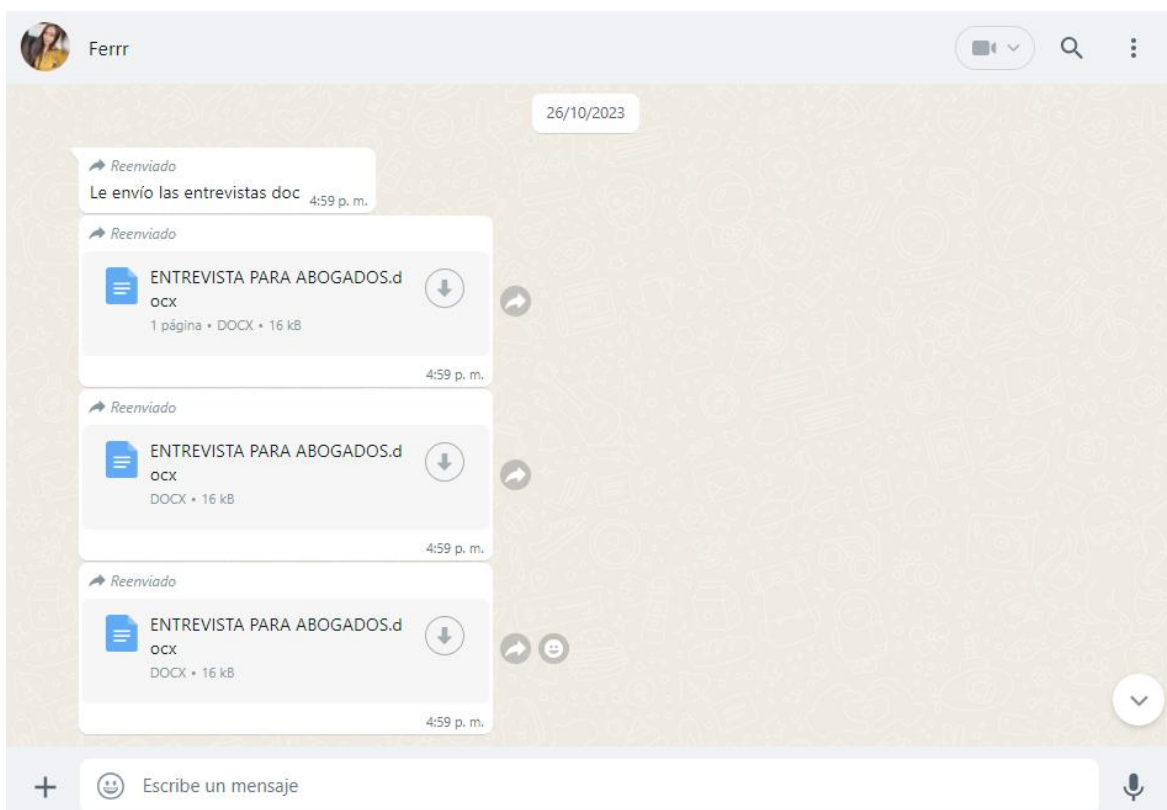 Ferrr
26/10/2023
Reenviado
Le envío las entrevistas doc 4:59 p. m.
Reenviado
ENTREVISTA PARA ABOGADOS.d
ocx
1 página • DOCX • 16 kB
4:59 p. m.
Reenviado
ENTREVISTA PARA ABOGADOS.d
ocx
DOCX • 16 kB
4:59 p. m.
Reenviado
ENTREVISTA PARA ABOGADOS.d
ocx
DOCX • 16 kB
4:59 p. m.
Escribe un mensaje